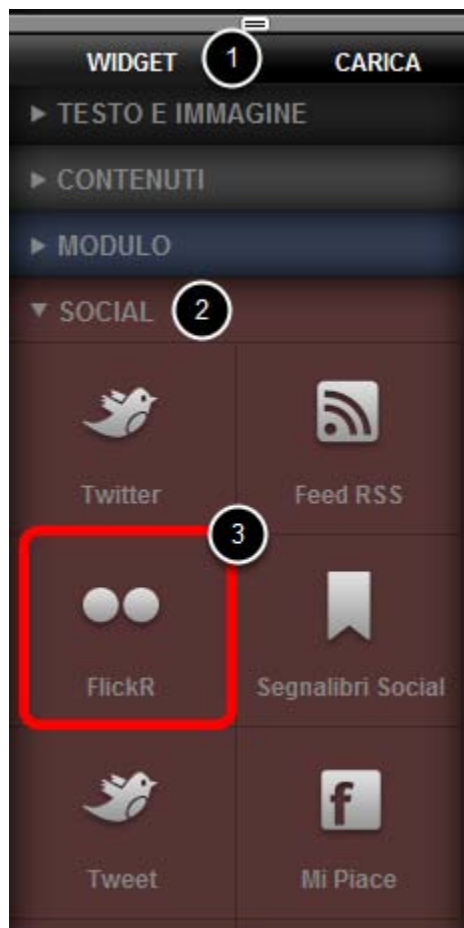 WIDGET 1 CARICA
TESTO E IMMAGINE
CONTENUTI
MODULO
SOCIAL 2
Twitter Feed RSS
3
FlickR Segnalibri Social
f
Tweet Mi Piace